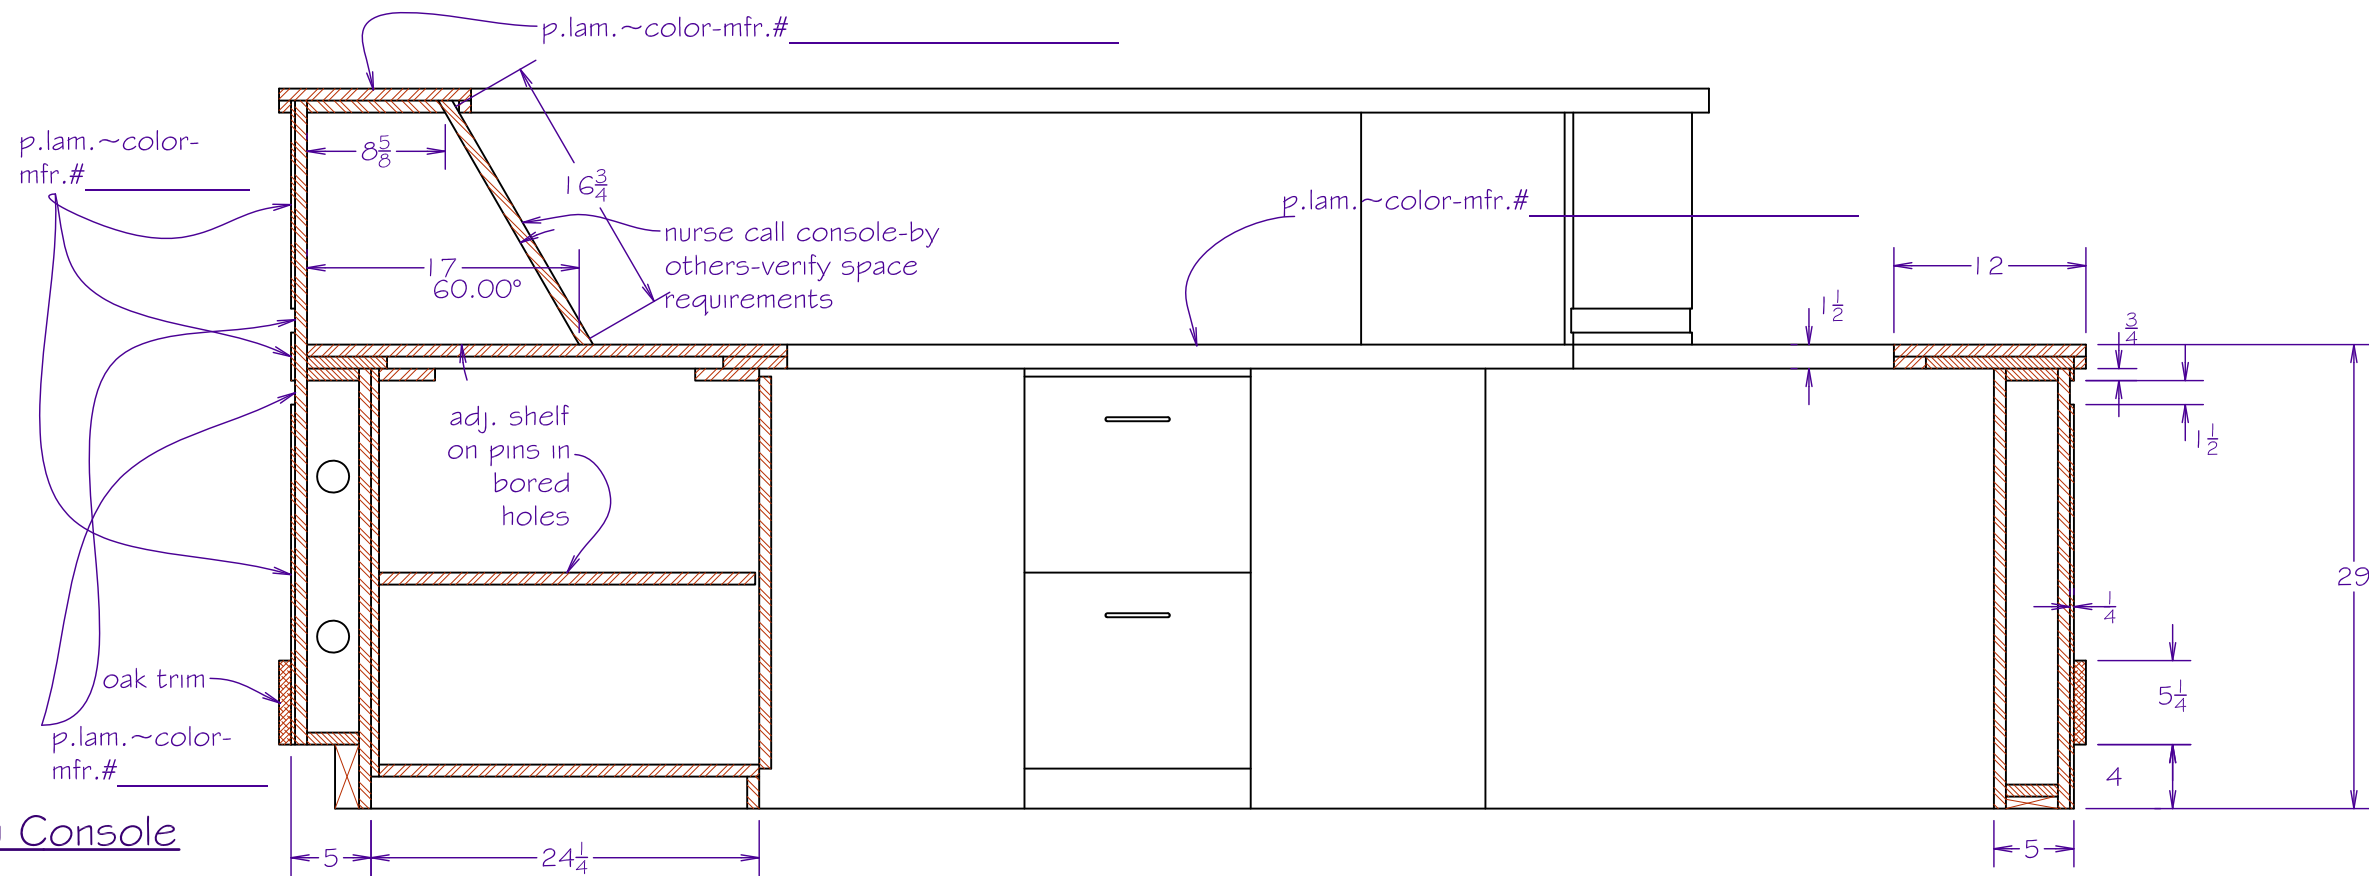 p.lam.~color-mfr.#
p.lam.~color-
mfr.#
8 5/8
16 3/4
p.lam.~color-mfr.#
nurse call console-by
others-verify space
requirements
17
60.00°
12
1 1/2
3/4
1 1/2
29
adj. shelf
on pins in
bored
holes
1/4
oak trim
5 1/4
p.lam.~color-
mfr.#
4
Console
5
24 1/4
5